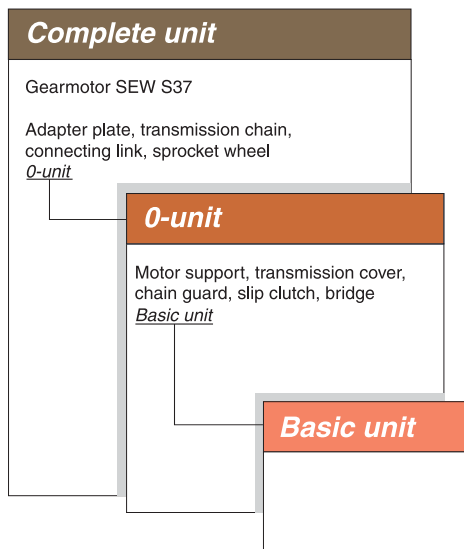 Complete unit
Gearmotor SEW S37
Adapter plate, transmission chain,
connecting link, sprocket wheel
0-unit
0-unit
Motor support, transmission cover,
chain guard, slip clutch, bridge
Basic unit
Basic unit